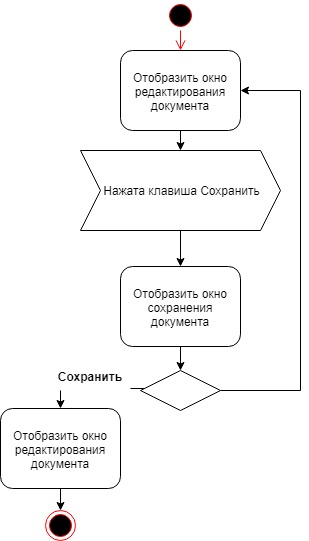 Отобразить окно
редактирования
документа
Нажата клавиша Сохранить
Отобразить окно
сохранения
документа
Сохранить
Отобразить окно
редактирования
документа